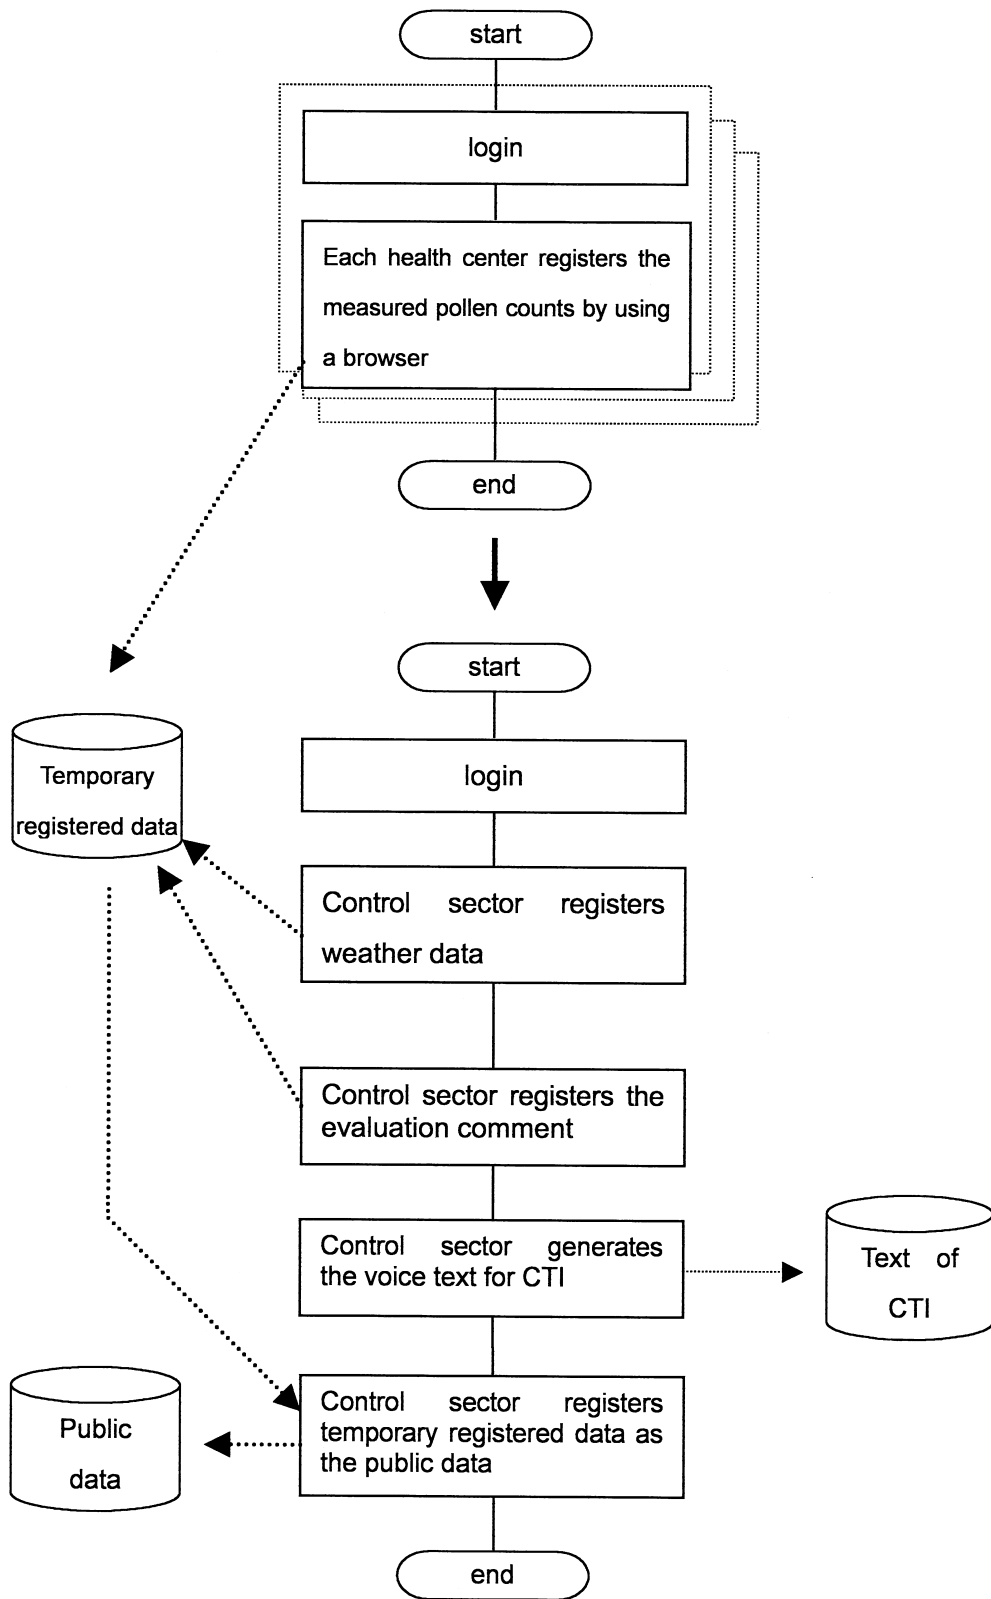 start
login
Each health center registers the
measured pollen counts by using
a browser
end
start
Temporary
registered data
login
Control sector registers
weather data
Control sector registers the
evaluation comment
Control sector generates
the voice text for CTI
Text of
CTI
Public
data
Control sector registers
temporary registered data as
the public data
end